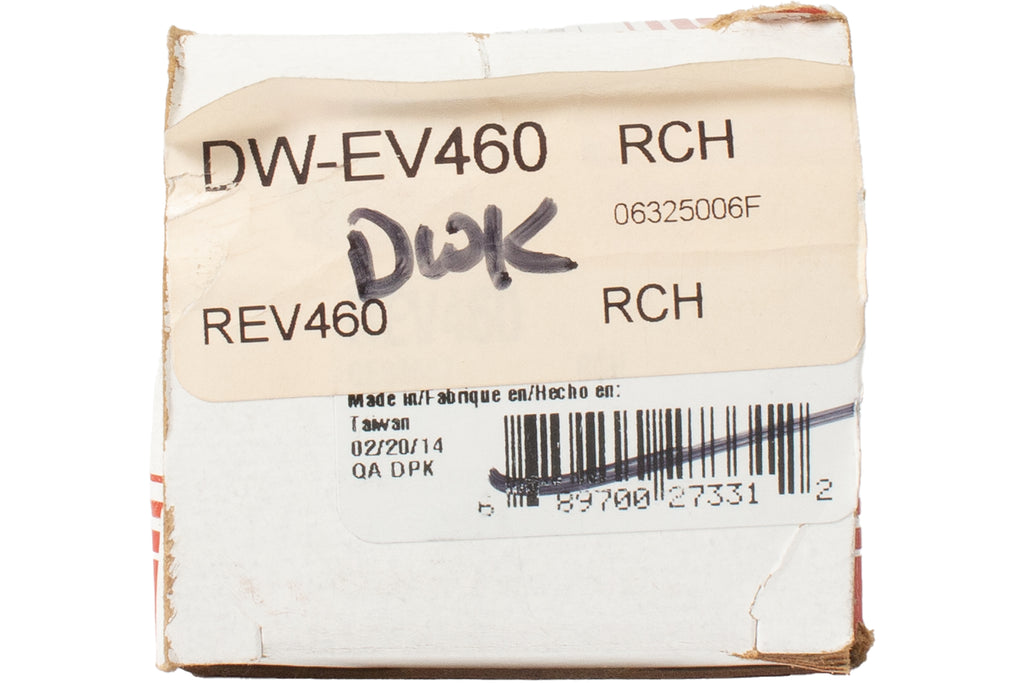 DW-EV460 RCH
06325006F
DWK
REV460 RCH
Made in/Fabrique en/Hecho en:
Taiwan
02/20/14
QA DPK
6 89700 27331 2